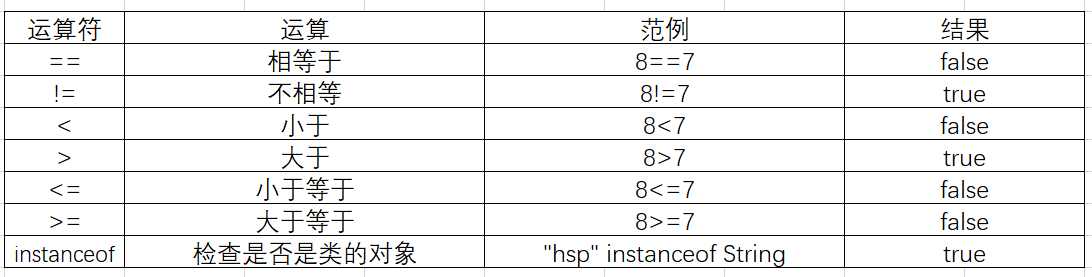 运算符 运算 范例 结果
== 相等于 8==7 false
!= 不相等 8!=7 true
< 小于 8<7 false
> 大于 8>7 true
<= 小于等于 8<=7 false
>= 大于等于 8>=7 false
instanceof 检查是否是类的对象 "hsp" instanceof String true